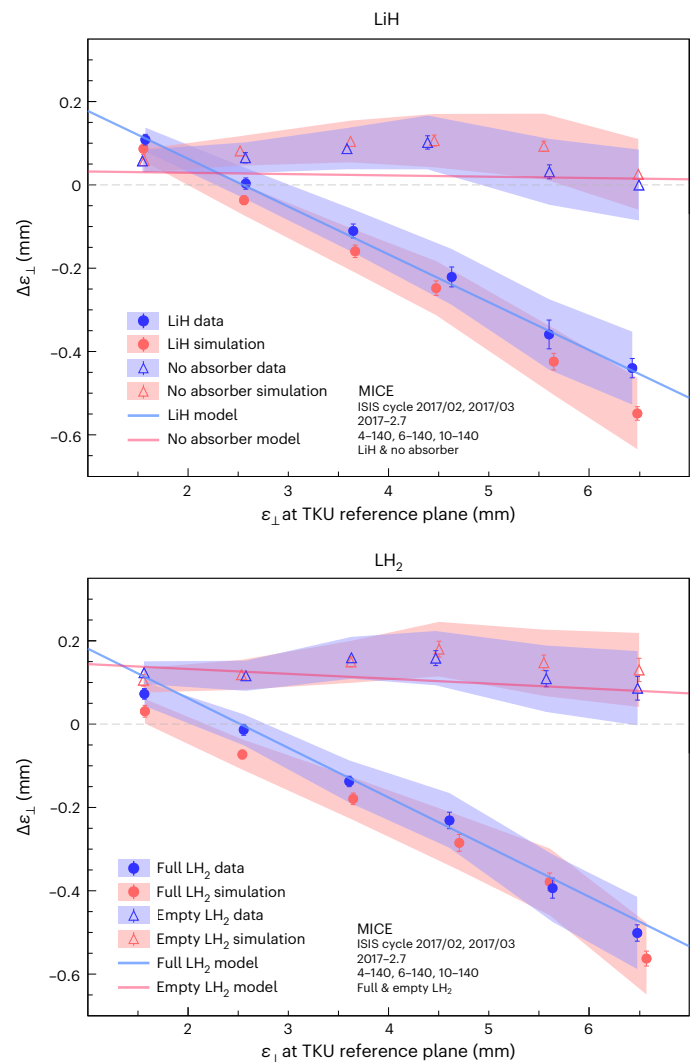 LiH
0.2
0
−0.2
−0.4
−0.6
Δε⊥ (mm)
LiH data
LiH simulation
No absorber data
No absorber simulation
LiH model
No absorber model
MICE
ISIS cycle 2017/02, 2017/03
2017–2.7
4–140, 6–140, 10–140
LiH & no absorber
2 3 4 5 6
ε⊥ at TKU reference plane (mm)
LH₂
0.2
0
−0.2
−0.4
−0.6
Δε⊥ (mm)
Full LH₂ data
Full LH₂ simulation
Empty LH₂ data
Empty LH₂ simulation
Full LH₂ model
Empty LH₂ model
MICE
ISIS cycle 2017/02, 2017/03
2017–2.7
4–140, 6–140, 10–140
Full & empty LH₂
2 3 4 5 6
ε⊥ at TKU reference plane (mm)